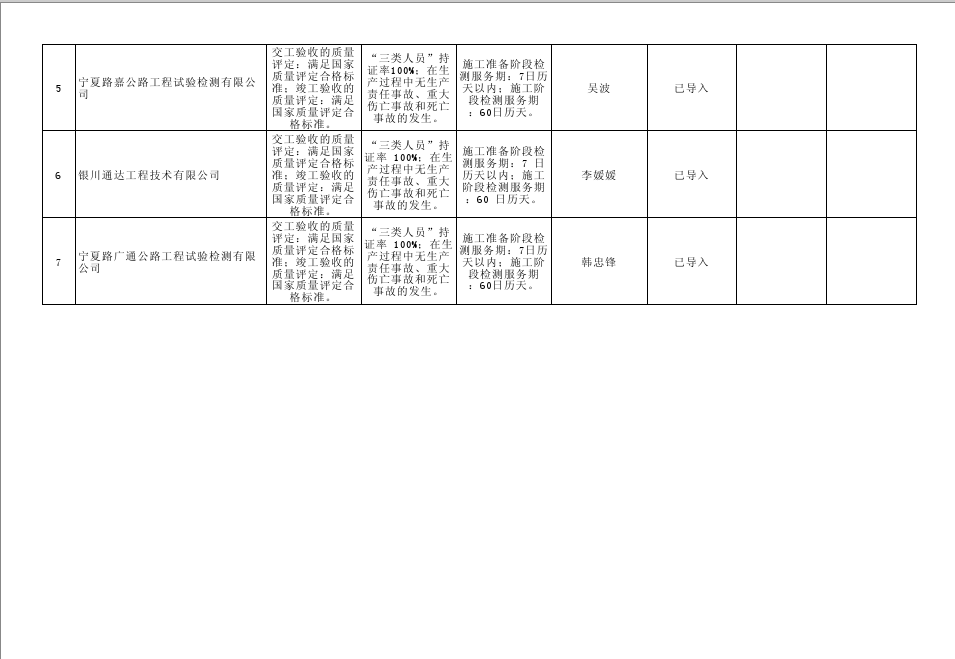 5
宁夏路嘉公路工程试验检测有限公
司
交工验收的质量
评定：满足国家
质量评定合格标
准；竣工验收的
质量评定：满足
国家质量评定合
格标准。
“三类人员”持
证率100%；在生
产过程中无生产
责任事故、重大
伤亡事故和死亡
事故的发生。
施工准备阶段检
测服务期：7日历
天以内；施工阶
段检测服务期
：60日历天。
吴波
已导入
6
银川通达工程技术有限公司
交工验收的质量
评定：满足国家
质量评定合格标
准；竣工验收的
质量评定：满足
国家质量评定合
格标准。
“三类人员”持
证率 100%；在生
产过程中无生产
责任事故、重大
伤亡事故和死亡
事故的发生。
施工准备阶段检
测服务期：7 日
历天以内；施工
阶段检测服务期
：60 日历天。
李媛媛
已导入
7
宁夏路广通公路工程试验检测有限
公司
交工验收的质量
评定：满足国家
质量评定合格标
准；竣工验收的
质量评定：满足
国家质量评定合
格标准。
“三类人员”持
证率 100%；在生
产过程中无生产
责任事故、重大
伤亡事故和死亡
事故的发生。
施工准备阶段检
测服务期：7日历
天以内；施工阶
段检测服务期
：60日历天。
韩忠锋
已导入